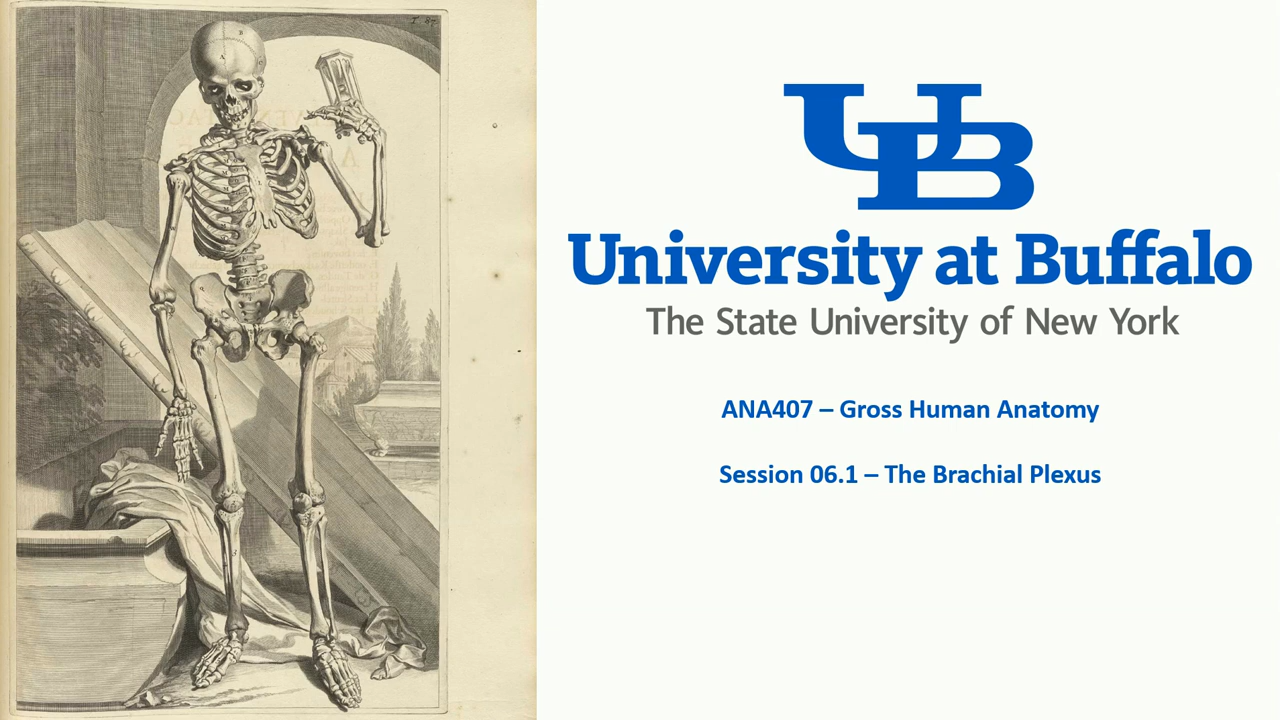 T. 87.
UB
University at Buffalo
The State University of New York
ANA407 – Gross Human Anatomy
Session 06.1 – The Brachial Plexus